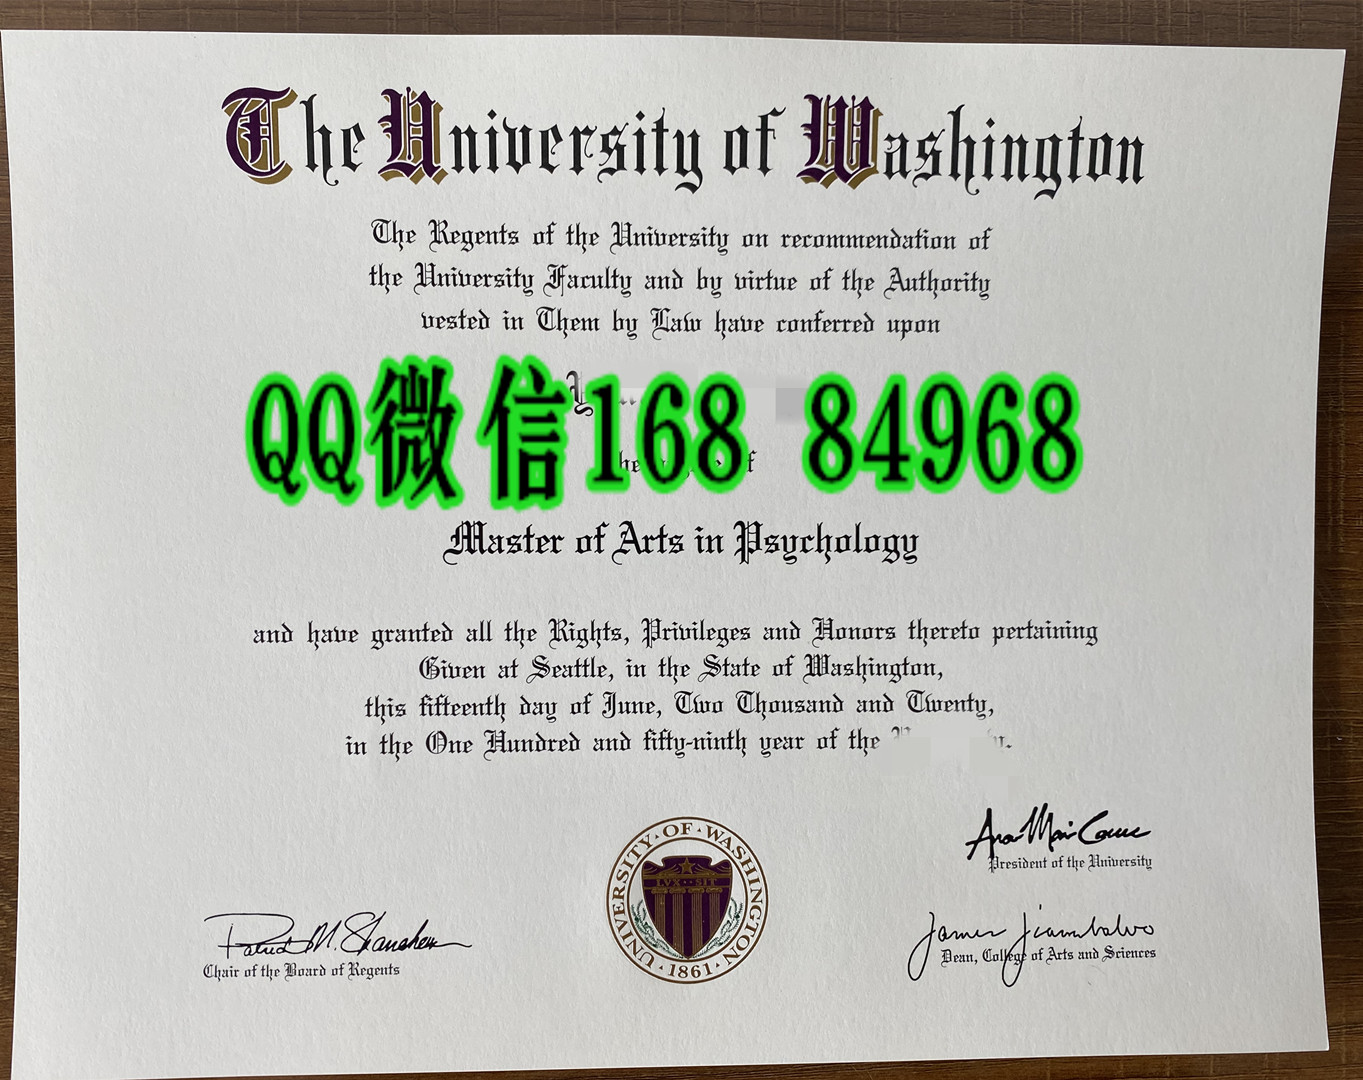 The University of Washington
The Regents of the University on recommendation of
the University Faculty and by virtue of the Authority
vested in Them by Law have conferred upon
QQ微信168 84968
Master of Arts in Psychology
and have granted all the Rights, Privileges and Honors thereto pertaining
Given at Seattle, in the State of Washington,
this fifteenth day of June, Two Thousand and Twenty,
in the One Hundred and fifty-ninth year of the
President of the University
Chair of the Board of Regents
Dean, College of Arts and Sciences
UNIVERSITY·OF·WASHINGTON
LVX SIT
1861